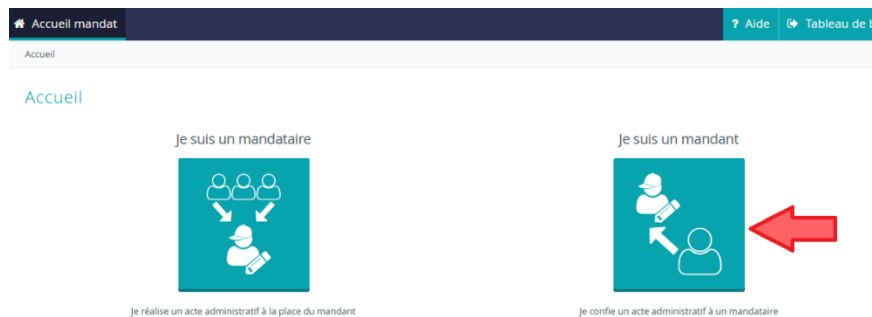 Accueil mandat
? Aide
Tableau de
Accueil
Accueil
Je suis un mandataire
Je suis un mandant
Je réalise un acte administratif à la place du mandant
Je confie un acte administratif à un mandataire